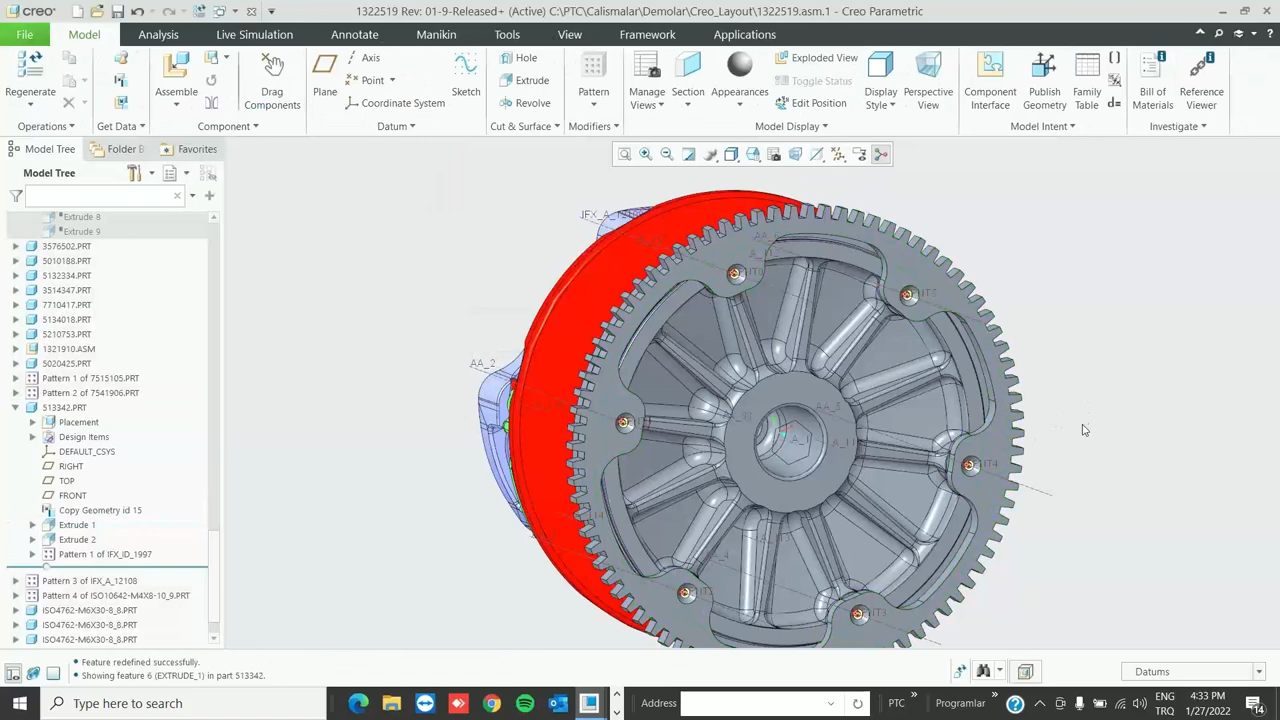 creo®
1322519 Rev: 01-9-Released+ (Active) C:\PTC\Calismalar\Demolar\Creo_Layout\1322519.asm.1 - Creo Parametric
File Model Analysis Live Simulation Annotate Manikin Tools View Framework Applications
Regenerate
Operations
Get Data
Assemble
Drag Components
Component
Plane
Axis
Point
Coordinate System
Sketch
Datum
Hole
Extrude
Revolve
Cut & Surface
Pattern
Modifiers
Manage Views
Section
Appearances
Exploded View
Toggle Status
Edit Position
Display Style
Perspective View
Model Display
Component Interface
Publish Geometry
Family Table
Model Intent
Bill of Materials
Reference Viewer
Investigate
Model Tree Folder B Favorites
Model Tree
*Extrude 8
*Extrude 9
3576502.PRT
5010188.PRT
5132334.PRT
3514347.PRT
7710417.PRT
5134018.PRT
5210753.PRT
1321910.ASM
5020425.PRT
Pattern 1 of 7515105.PRT
Pattern 2 of 7541906.PRT
513342.PRT
Placement
Design Items
DEFAULT_CSYS
RIGHT
TOP
FRONT
Copy Geometry id 15
Extrude 1
Extrude 2
Pattern 1 of IFX_ID_1997
Pattern 3 of IFX_A_12108
Pattern 4 of ISO10642-M4X8-10_9.PRT
ISO4762-M6X30-8_8.PRT
ISO4762-M6X30-8_8.PRT
ISO4762-M6X30-8_8.PRT
AA_2
AA_5
A_1
• Feature redefined successfully.
• Showing feature 6 (EXTRUDE_1) in part 513342.
Datums
Type here to search
Address
PTC
Programlar
ENG
TRQ
4:33 PM
1/27/2022
14